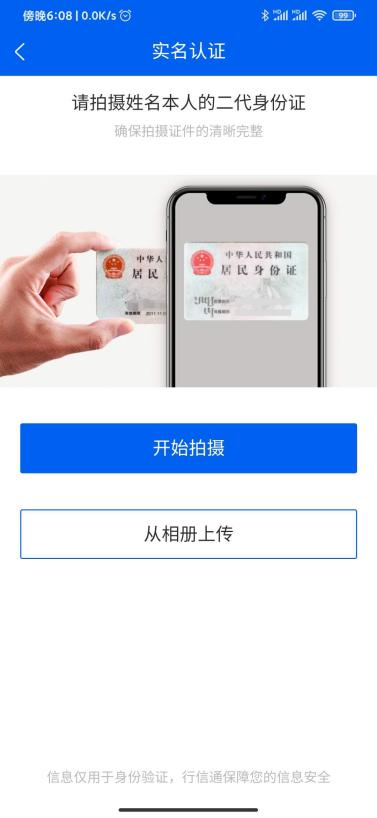 傍晚6:08 | 0.0K/s
HD
HD
99
实名认证
请拍摄姓名本人的二代身份证
确保拍摄证件的清晰完整
中华人
居民
2011.11.
中华人民共和国
居民身份证
开始拍摄
从相册上传
信息仅用于身份验证，行信通保障您的信息安全